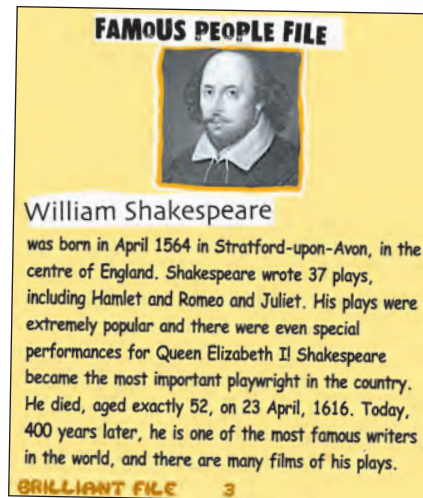 FAMOUS PEOPLE FILE
William Shakespeare
was born in April 1564 in Stratford-upon-Avon, in the
centre of England. Shakespeare wrote 37 plays,
including Hamlet and Romeo and Juliet. His plays were
extremely popular and there were even special
performances for Queen Elizabeth I! Shakespeare
became the most important playwright in the country.
He died, aged exactly 52, on 23 April, 1616. Today,
400 years later, he is one of the most famous writers
in the world, and there are many films of his plays.
BRILLIANT FILE 3